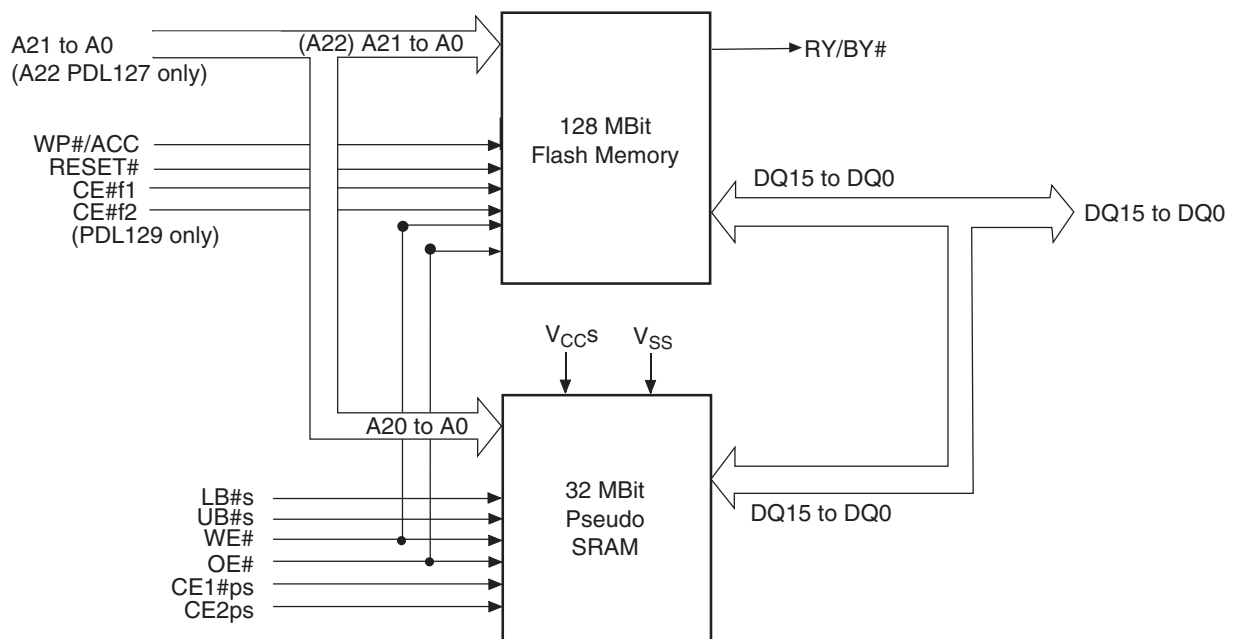 A21 to A0
(A22 PDL127 only)
(A22) A21 to A0
RY/BY#
WP#/ACC
RESET#
CE#f1
CE#f2
(PDL129 only)
128 MBit
Flash Memory
DQ15 to DQ0
DQ15 to DQ0
VCCs
VSS
A20 to A0
LB#s
UB#s
WE#
OE#
CE1#ps
CE2ps
32 MBit
Pseudo
SRAM
DQ15 to DQ0